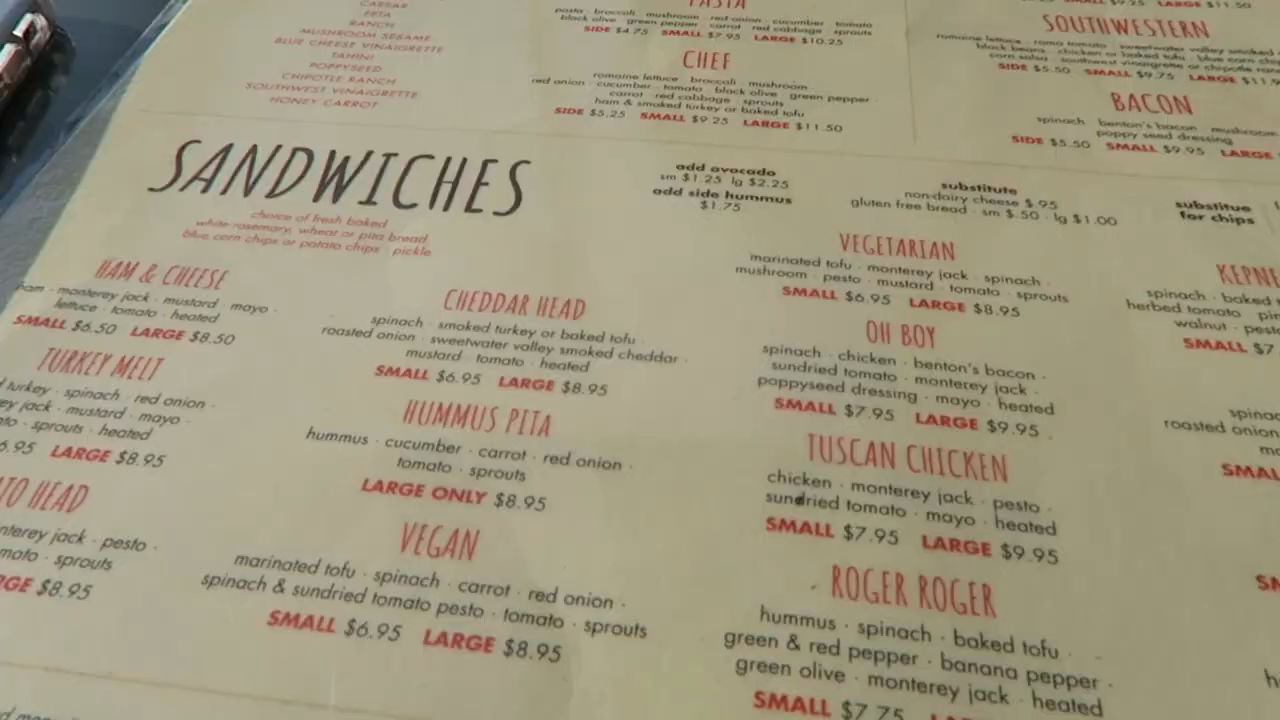 CAESAR
FETA
RANCH
MUSHROOM SESAME
BLUE CHEESE VINAIGRETTE
TAHINI
POPPYSEED
CHIPOTLE RANCH
SOUTHWEST VINAIGRETTE
HONEY CARROT
PASTA
pasta · broccoli · mushroom · red onion · cucumber · tomato
black olive · green pepper · carrot · red cabbage · sprouts
SIDE $4.75 SMALL $7.95 LARGE $10.25
CHEF
romaine lettuce · broccoli · mushroom ·
red onion · cucumber · tomato · black olive · green pepper ·
carrot · red cabbage · sprouts
ham & smoked turkey or baked tofu
SIDE $5.25 SMALL $9.25 LARGE $11.50
LARGE $11.50
SOUTHWESTERN
romaine lettuce · roma tomato · sweetwater valley smoked
black beans · chicken or baked tofu · blue corn
corn salsa · southwest vinaigrette or chipotle
SIDE $5.50 SMALL $9.75 LARGE
BACON
spinach · benton's bacon · mushroom
poppy seed dressing
SIDE $5.50 SMALL $9.95 LARGE
SANDWICHES
choice of fresh baked
white rosemary, wheat or pita bread
blue corn chips or potato chips · pickle
add avocado
sm $1.25 lg $2.25
add side hummus
$1.75
substitute
non-dairy cheese $.95
gluten free bread · sm $.50 · lg $1.00
substitue
for chips
HAM & CHEESE
ham · monterey jack · mustard · mayo ·
lettuce · tomato · heated
SMALL $6.50 LARGE $8.50
TURKEY MELT
turkey · spinach · red onion ·
jack · mustard · mayo ·
sprouts · heated
6.95 LARGE $8.95
TO HEAD
jack · pesto ·
sprouts
$8.95
CHEDDAR HEAD
spinach · smoked turkey or baked tofu ·
roasted onion · sweetwater valley smoked cheddar ·
mustard · tomato · heated
SMALL $6.95 LARGE $8.95
HUMMUS PITA
hummus · cucumber · carrot · red onion ·
tomato · sprouts
LARGE ONLY $8.95
VEGAN
marinated tofu · spinach · carrot · red onion ·
spinach & sundried tomato pesto · tomato · sprouts
SMALL $6.95 LARGE $8.95
VEGETARIAN
marinated tofu · monterey jack · spinach ·
mushroom · pesto · mustard · tomato · sprouts
SMALL $6.95 LARGE $8.95
OH BOY
spinach · chicken · benton's bacon ·
sundried tomato · monterey jack ·
poppyseed dressing · mayo · heated
SMALL $7.95 LARGE $9.95
TUSCAN CHICKEN
chicken · monterey jack · pesto ·
sundried tomato · mayo · heated
SMALL $7.95 LARGE $9.95
ROGER ROGER
hummus · spinach · baked tofu ·
green & red pepper · banana pepper ·
green olive · monterey jack · heated
SMALL $7.75
spinach · baked
herbed tomato
walnut
SMALL $7
roasted onion